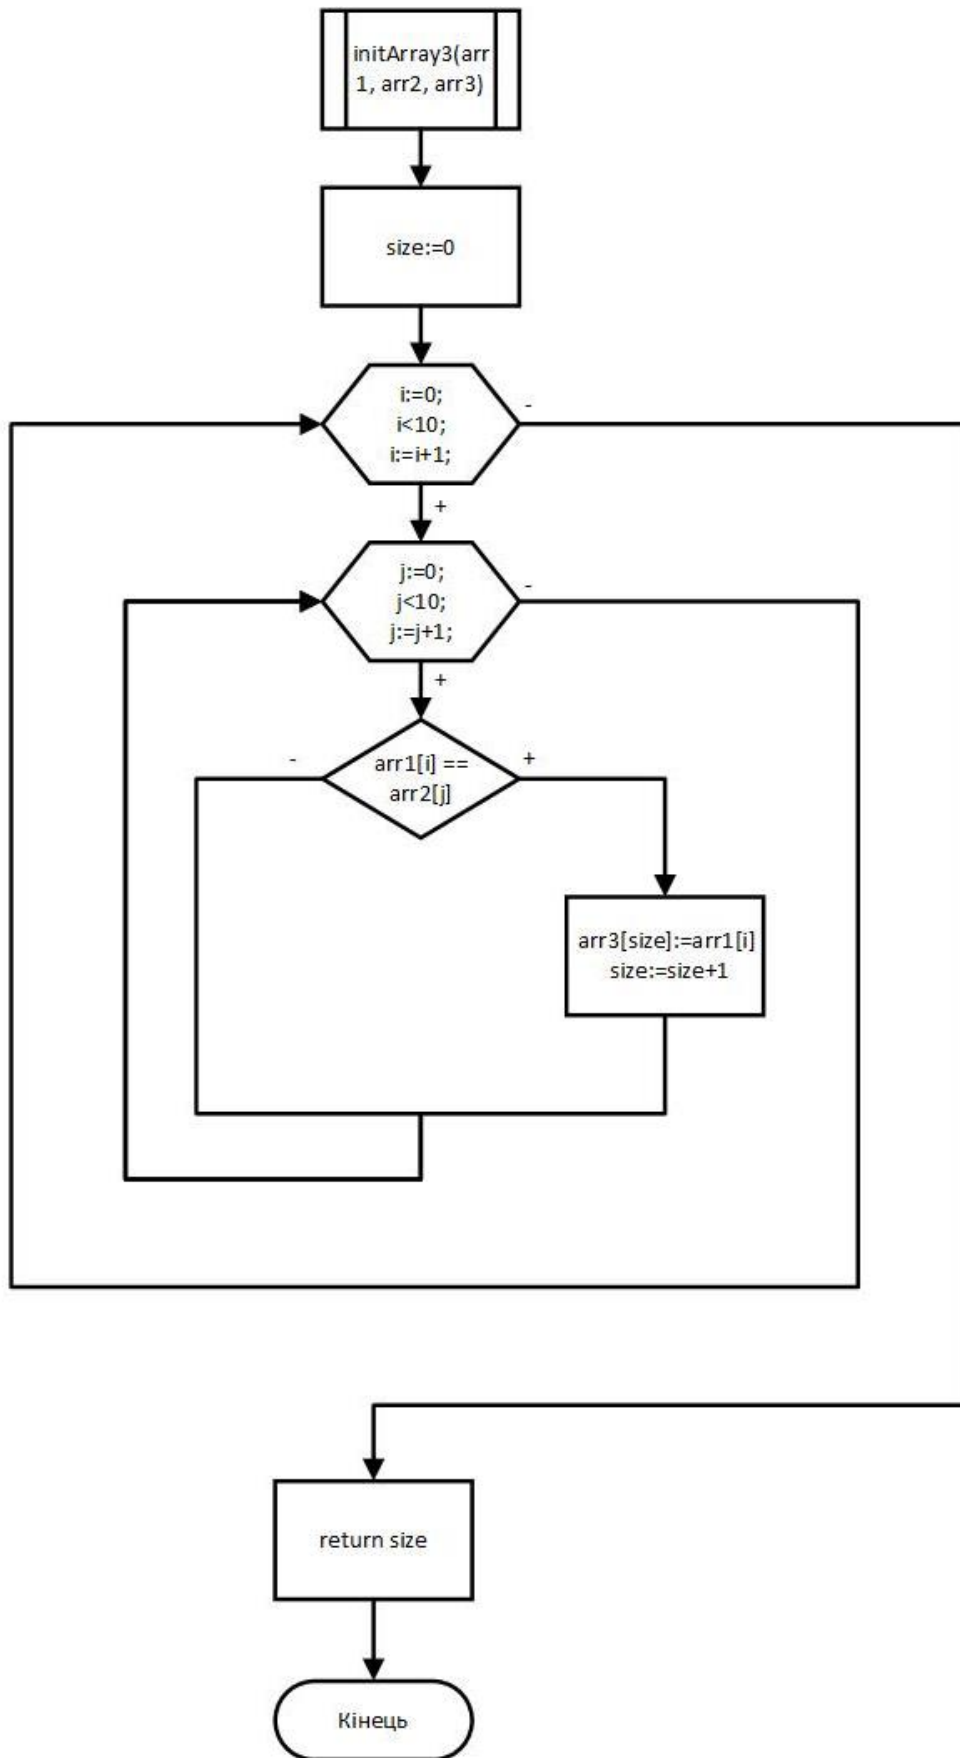 initArray3(arr
1, arr2, arr3)
size:=0
i:=0;
i<10;
i:=i+1;
-
+
j:=0;
j<10;
j:=j+1;
-
+
-
arr1[i] ==
arr2[j]
+
arr3[size]:=arr1[i]
size:=size+1
return size
Кінець